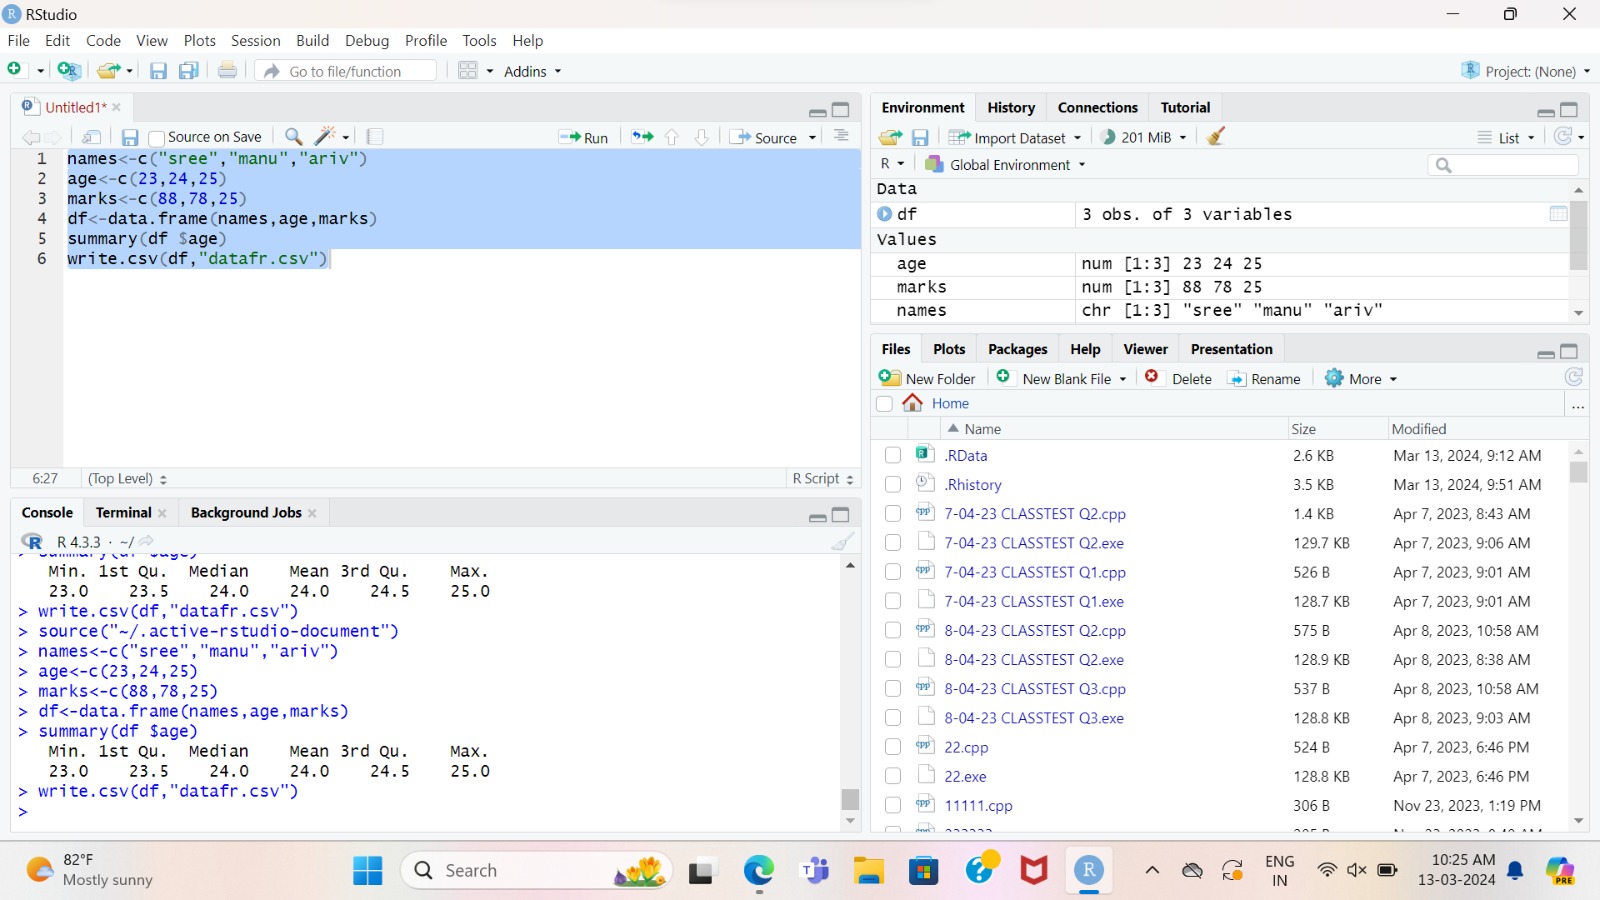 RStudio
File Edit Code View Plots Session Build Debug Profile Tools Help
Go to file/function Addins Project: (None)
Untitled1*
Source on Save Run Source
1 names<-c("sree","manu","ariv")
2 age<-c(23,24,25)
3 marks<-c(88,78,25)
4 df<-data.frame(names,age,marks)
5 summary(df $age)
6 write.csv(df,"datafr.csv")
6:27 (Top Level) R Script
Console Terminal Background Jobs
R 4.3.3 · ~/
> summary(df $age)
Min. 1st Qu. Median Mean 3rd Qu. Max.
23.0 23.5 24.0 24.0 24.5 25.0
> write.csv(df,"datafr.csv")
> source("~/.active-rstudio-document")
> names<-c("sree","manu","ariv")
> age<-c(23,24,25)
> marks<-c(88,78,25)
> df<-data.frame(names,age,marks)
> summary(df $age)
Min. 1st Qu. Median Mean 3rd Qu. Max.
23.0 23.5 24.0 24.0 24.5 25.0
> write.csv(df,"datafr.csv")
>
Environment History Connections Tutorial
Import Dataset 201 MiB List
R Global Environment
Data
df 3 obs. of 3 variables
Values
age num [1:3] 23 24 25
marks num [1:3] 88 78 25
names chr [1:3] "sree" "manu" "ariv"
Files Plots Packages Help Viewer Presentation
New Folder New Blank File Delete Rename More
Home ...
Name Size Modified
.RData 2.6 KB Mar 13, 2024, 9:12 AM
.Rhistory 3.5 KB Mar 13, 2024, 9:51 AM
7-04-23 CLASSTEST Q2.cpp 1.4 KB Apr 7, 2023, 8:43 AM
7-04-23 CLASSTEST Q2.exe 129.7 KB Apr 7, 2023, 9:06 AM
7-04-23 CLASSTEST Q1.cpp 526 B Apr 7, 2023, 9:01 AM
7-04-23 CLASSTEST Q1.exe 128.7 KB Apr 7, 2023, 9:01 AM
8-04-23 CLASSTEST Q2.cpp 575 B Apr 8, 2023, 10:58 AM
8-04-23 CLASSTEST Q2.exe 128.9 KB Apr 8, 2023, 8:38 AM
8-04-23 CLASSTEST Q3.cpp 537 B Apr 8, 2023, 10:58 AM
8-04-23 CLASSTEST Q3.exe 128.8 KB Apr 8, 2023, 9:03 AM
22.cpp 524 B Apr 7, 2023, 6:46 PM
22.exe 128.8 KB Apr 7, 2023, 6:46 PM
11111.cpp 306 B Nov 23, 2023, 1:19 PM
82°F
Mostly sunny
Search
ENG
IN
10:25 AM
13-03-2024
PRE